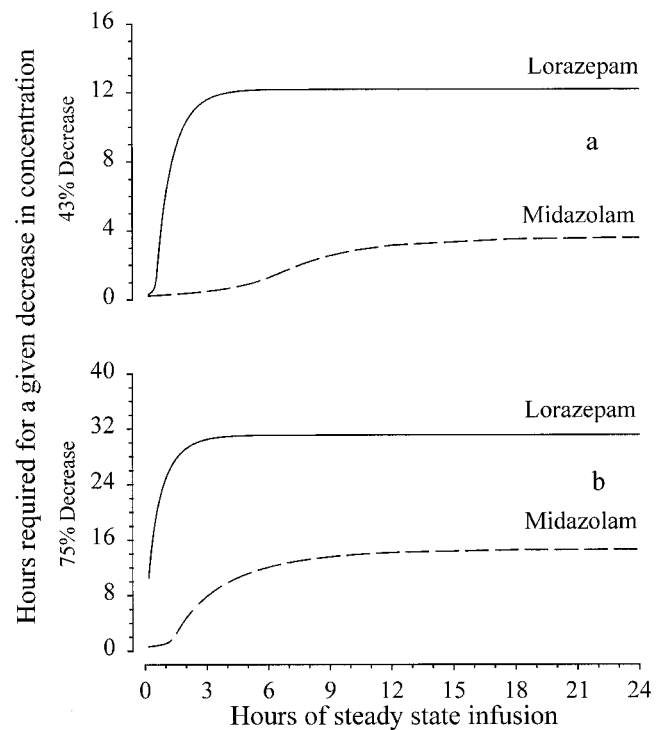 Hours required for a given decrease in concentration
43% Decrease
16
12
8
4
0
Lorazepam
a
Midazolam
75% Decrease
40
32
24
16
8
0
Lorazepam
b
Midazolam
0 3 6 9 12 15 18 21 24
Hours of steady state infusion